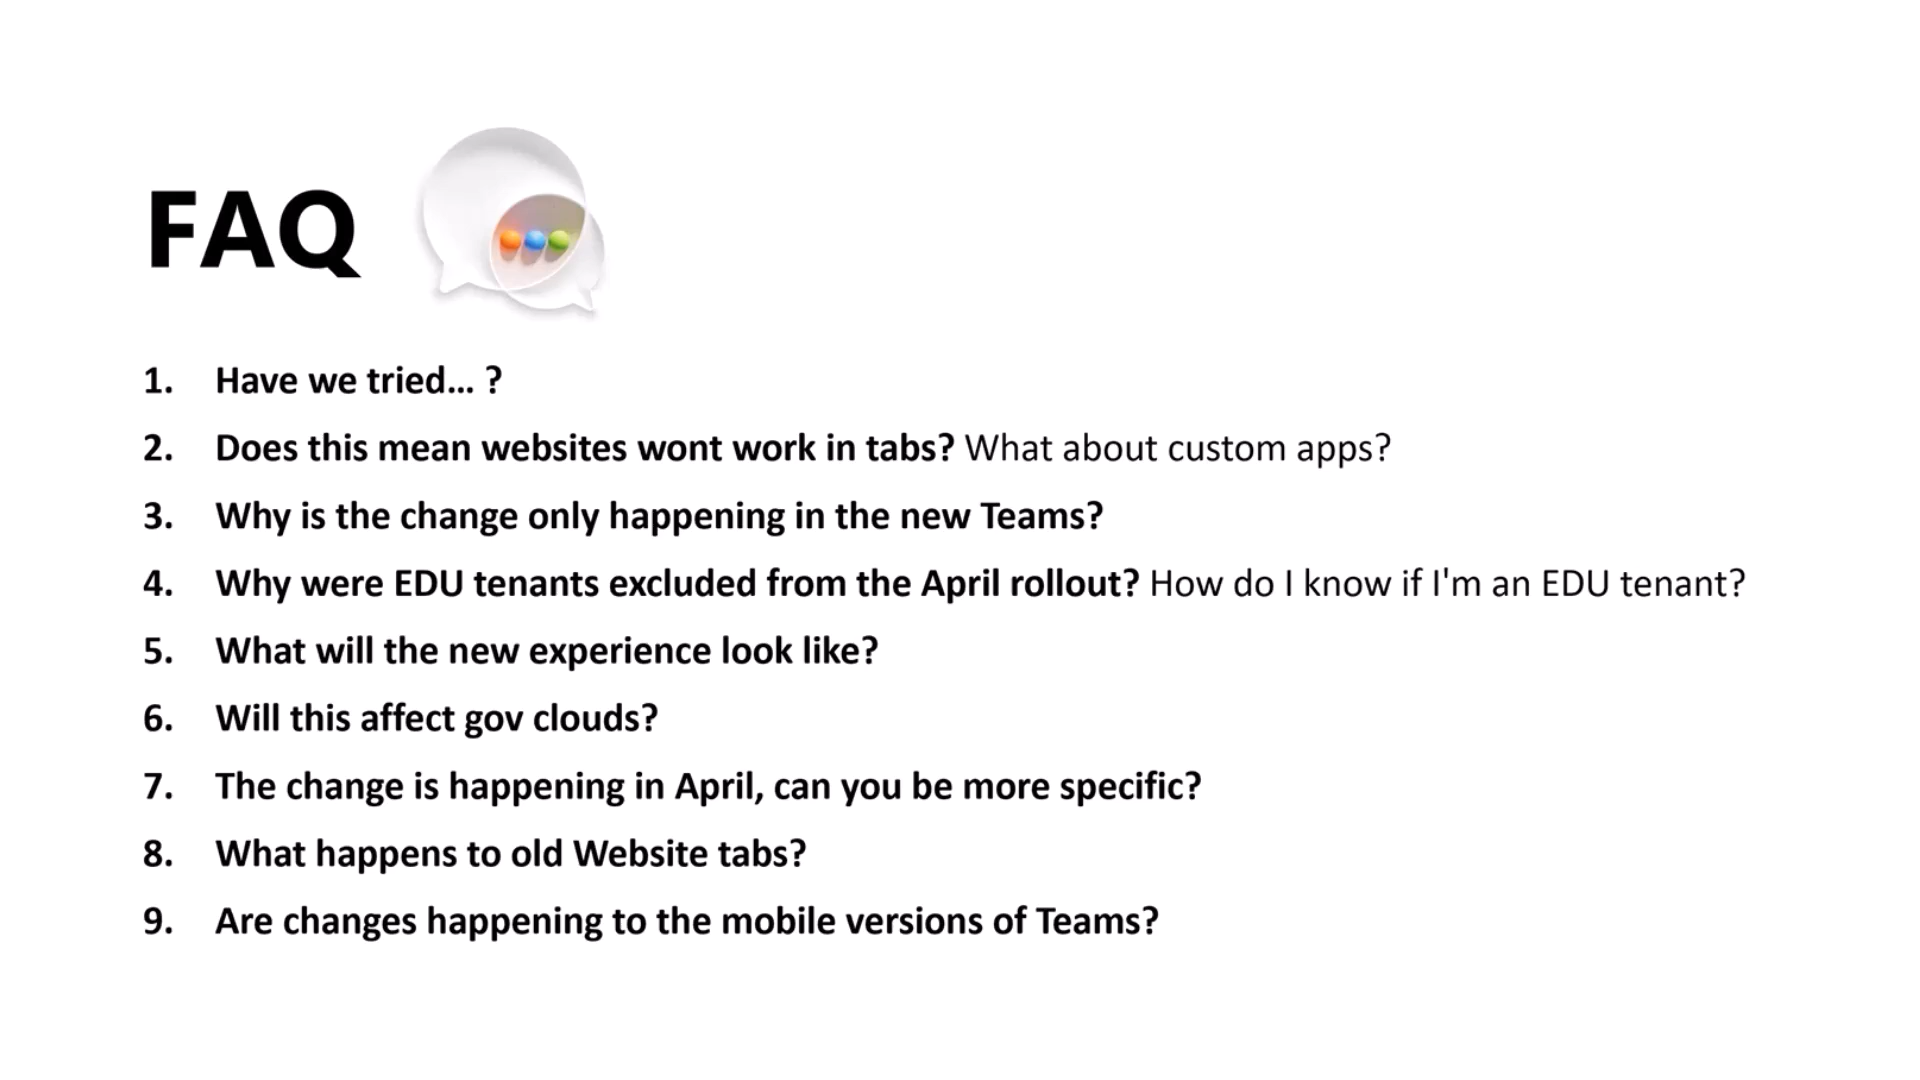 FAQ
1. Have we tried... ?
2. Does this mean websites wont work in tabs? What about custom apps?
3. Why is the change only happening in the new Teams?
4. Why were EDU tenants excluded from the April rollout? How do I know if I'm an EDU tenant?
5. What will the new experience look like?
6. Will this affect gov clouds?
7. The change is happening in April, can you be more specific?
8. What happens to old Website tabs?
9. Are changes happening to the mobile versions of Teams?